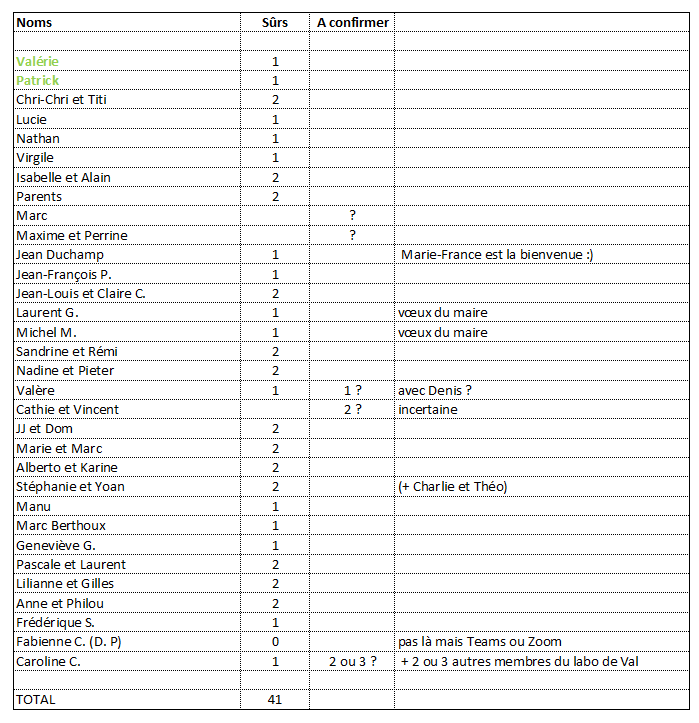 Noms Sûrs A confirmer
Valérie 1
Patrick 1
Chri-Chri et Titi 2
Lucie 1
Nathan 1
Virgile 1
Isabelle et Alain 2
Parents 2
Marc ?
Maxime et Perrine ?
Jean Duchamp 1 Marie-France est la bienvenue :)
Jean-François P. 1
Jean-Louis et Claire C. 2
Laurent G. 1 vœux du maire
Michel M. 1 vœux du maire
Sandrine et Rémi 2
Nadine et Pieter 2
Valère 1 1 ? avec Denis ?
Cathie et Vincent 2 ? incertaine
JJ et Dom 2
Marie et Marc 2
Alberto et Karine 2
Stéphanie et Yoan 2 (+ Charlie et Théo)
Manu 1
Marc Berthoux 1
Geneviève G. 1
Pascale et Laurent 2
Lilianne et Gilles 2
Anne et Philou 2
Frédérique S. 1
Fabienne C. (D. P) 0 pas là mais Teams ou Zoom
Caroline C. 1 2 ou 3 ? + 2 ou 3 autres membres du labo de Val
TOTAL 41